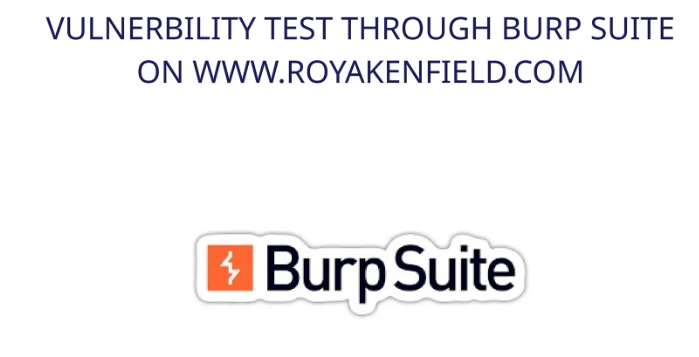 VULNERBILITY TEST THROUGH BURP SUITE
ON WWW.ROYAKENFIELD.COM
Burp Suite